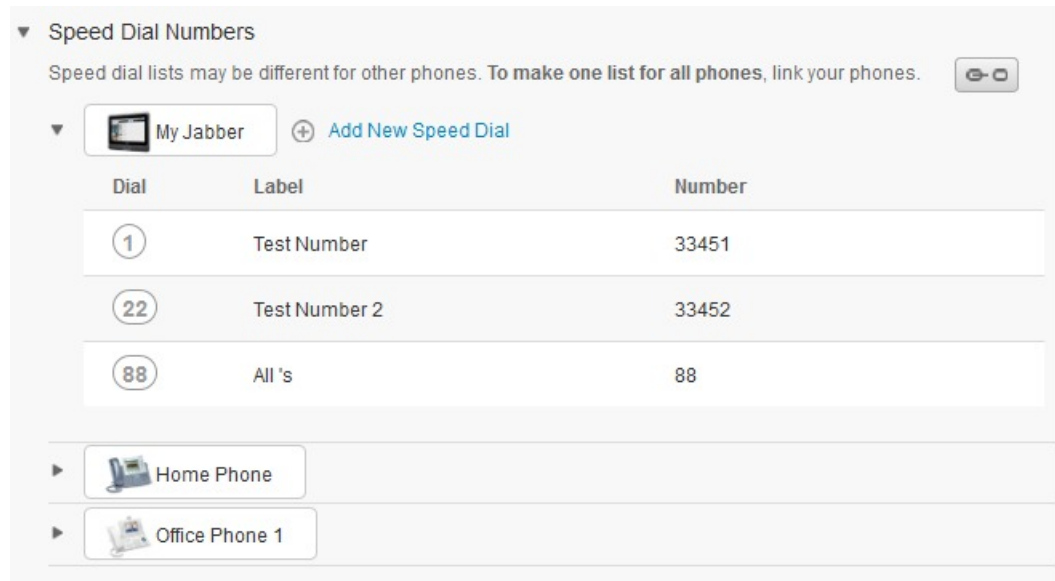 Speed Dial Numbers
Speed dial lists may be different for other phones. To make one list for all phones, link your phones.
My Jabber Add New Speed Dial
Dial Label Number
1 Test Number 33451
22 Test Number 2 33452
88 All 's 88
Home Phone
Office Phone 1